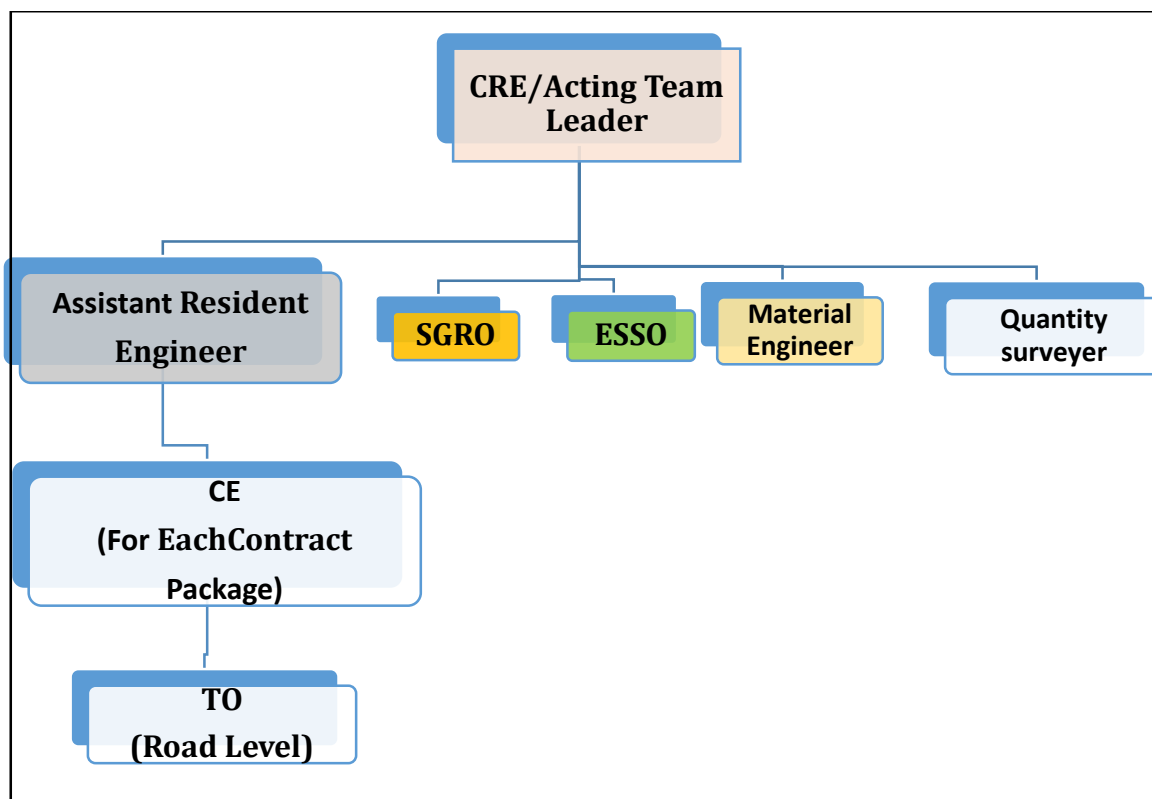 CRE/Acting Team
Leader
Assistant Resident
Engineer
SGRO
ESSO
Material
Engineer
Quantity
surveyer
CE
(For EachContract
Package)
TO
(Road Level)